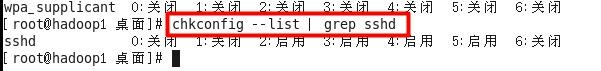 wpa_supplicant  0:关闭  1:关闭  2:关闭  3:关闭  4:关闭  5:关闭  6:关闭
[root@hadoop1 桌面]# chkconfig --list | grep sshd
sshd            0:关闭  1:关闭  2:启用  3:启用  4:启用  5:启用  6:关闭
[root@hadoop1 桌面]#